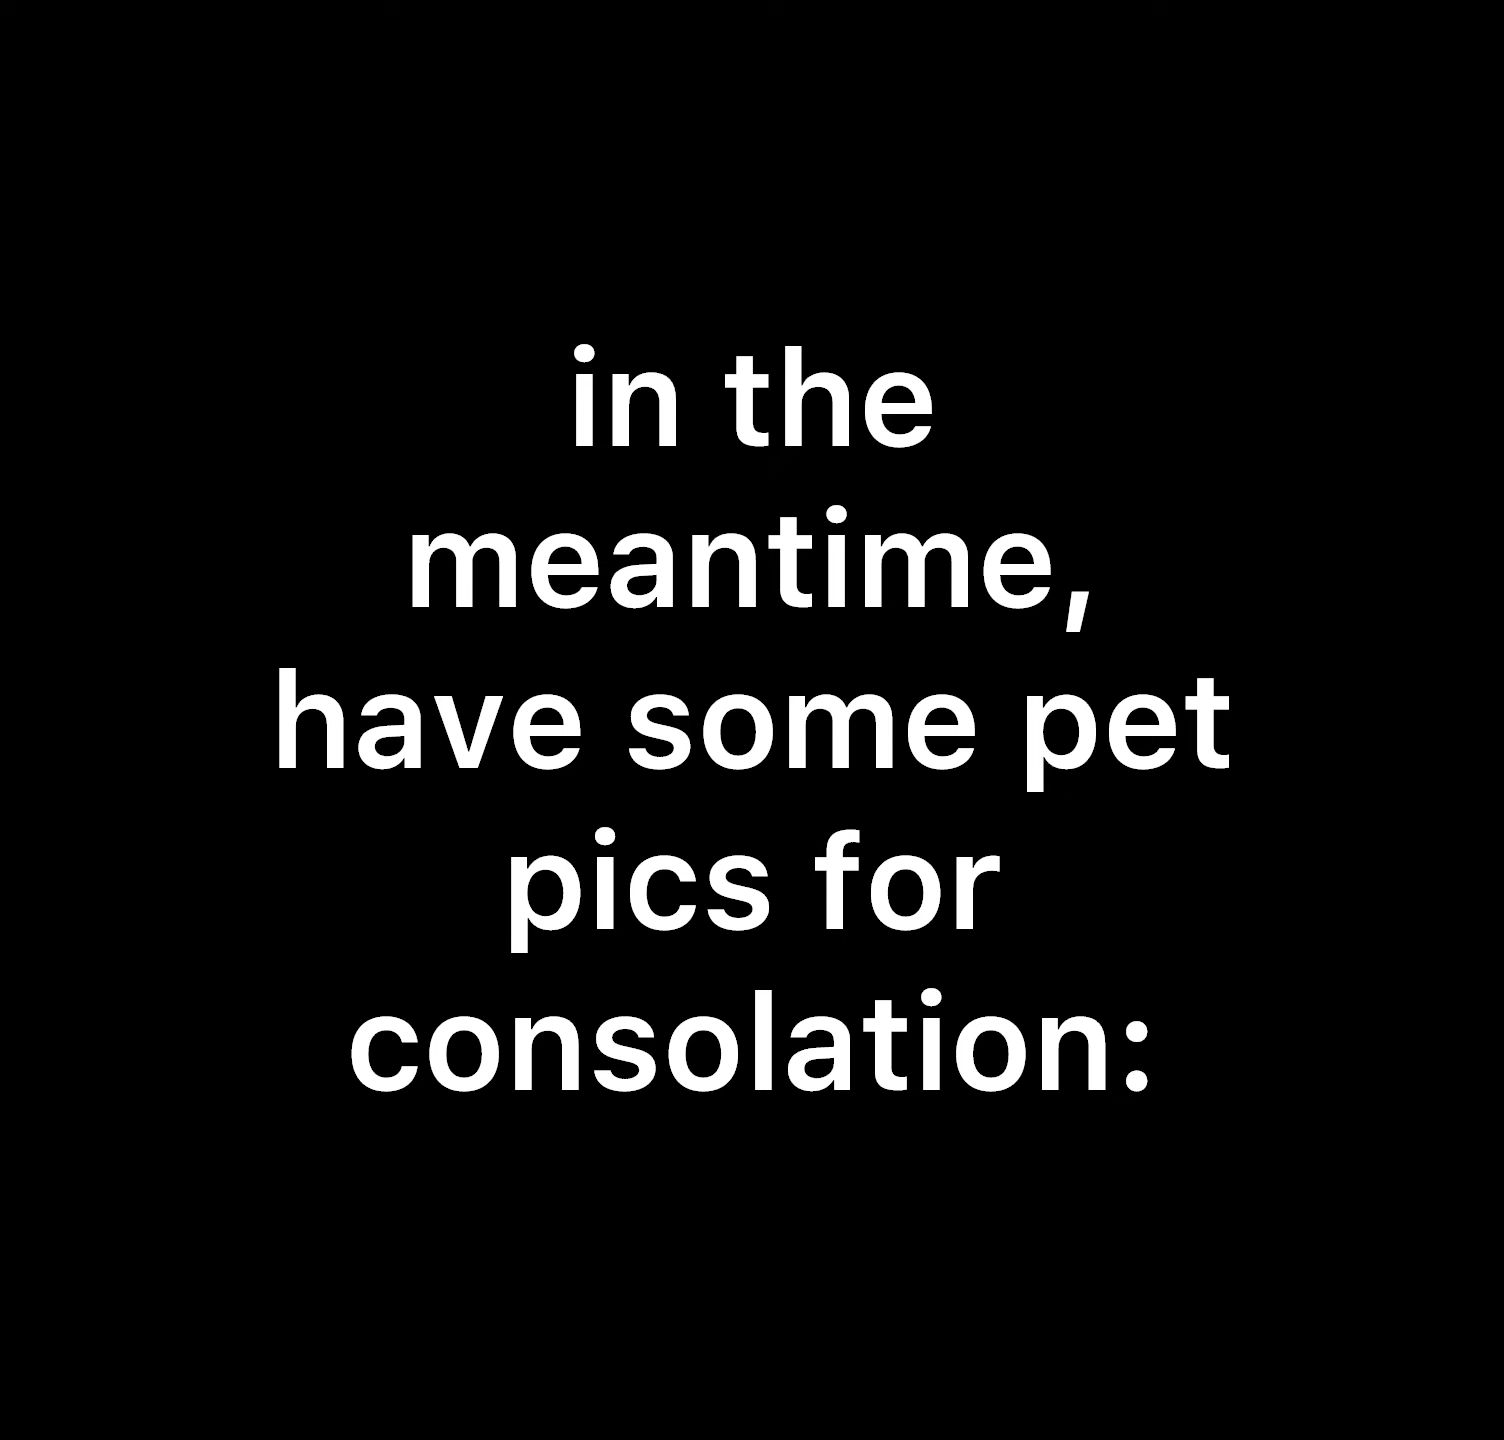 in the
meantime,
have some pet
pics for
consolation: